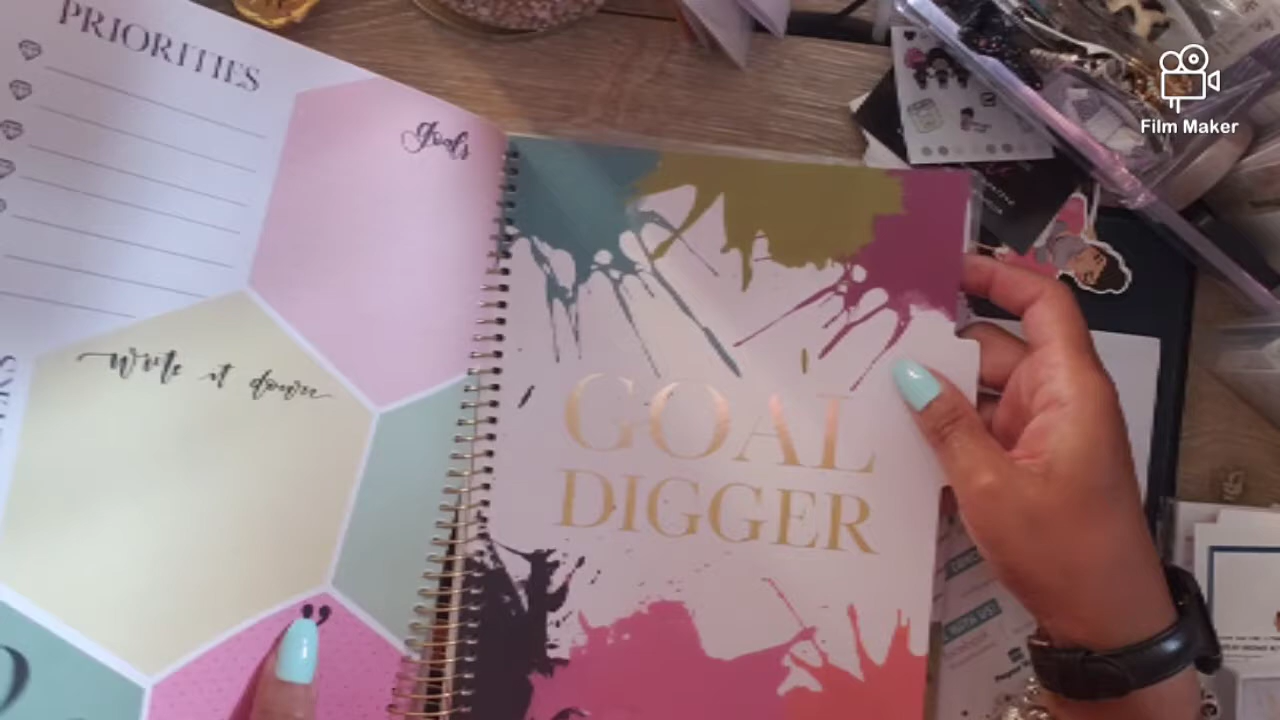 PRIORITIES
Goals
write it down
GOAL
DIGGER
Film Maker